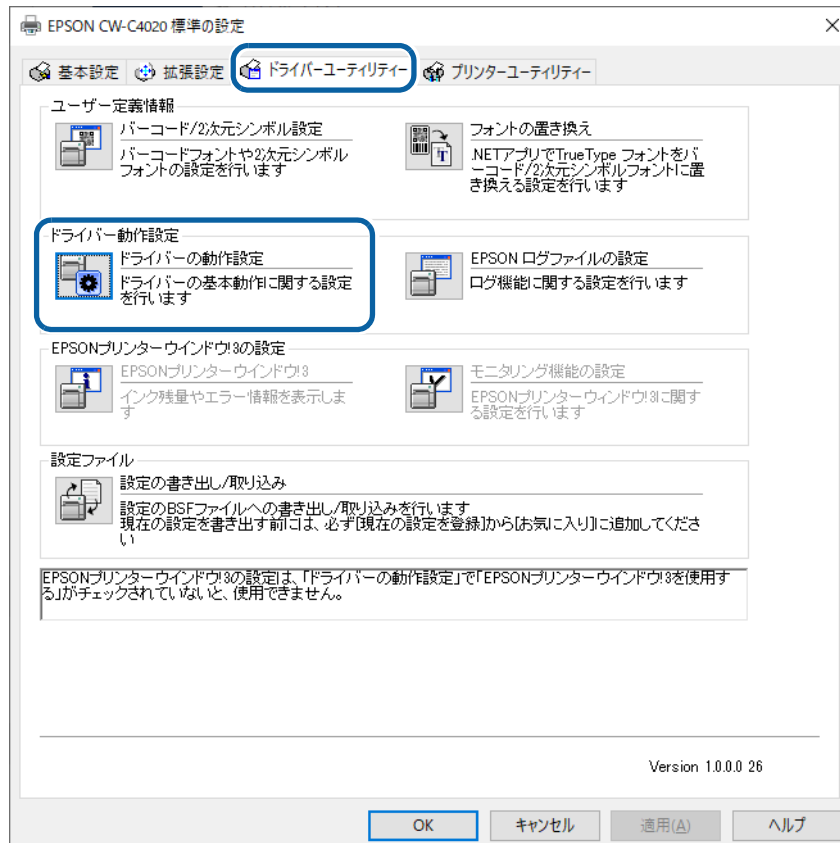 EPSON CW-C4020 標準の設定
基本設定 拡張設定 ドライバーユーティリティー プリンターユーティリティー
ユーザー定義情報
バーコード/2次元シンボル設定
バーコードフォントや2次元シンボル
フォントの設定を行います
フォントの置き換え
.NETアプリでTrueType フォントをバ
ーコード/2次元シンボルフォントに置
き換える設定を行います
ドライバー動作設定
ドライバーの動作設定
ドライバーの基本動作に関する設定
を行います
EPSON ログファイルの設定
ログ機能に関する設定を行います
EPSONプリンターウインドウ!3の設定
EPSONプリンターウインドウ!3
インク残量やエラー情報を表示しま
す
モニタリング機能の設定
EPSONプリンターウィンドウ!3に関す
る設定を行います
設定ファイル
設定の書き出し/取り込み
設定のBSFファイルへの書き出し/取り込みを行います
現在の設定を書き出す前には、必ず[現在の設定を登録]から[お気に入り]に追加してくださ
い
EPSONプリンターウインドウ!3の設定は、「ドライバーの動作設定」で「EPSONプリンターウインドウ!3を使用す
る」がチェックされていないと、使用できません。
Version 1.0.0.0 26
OK キャンセル 適用(A) ヘルプ